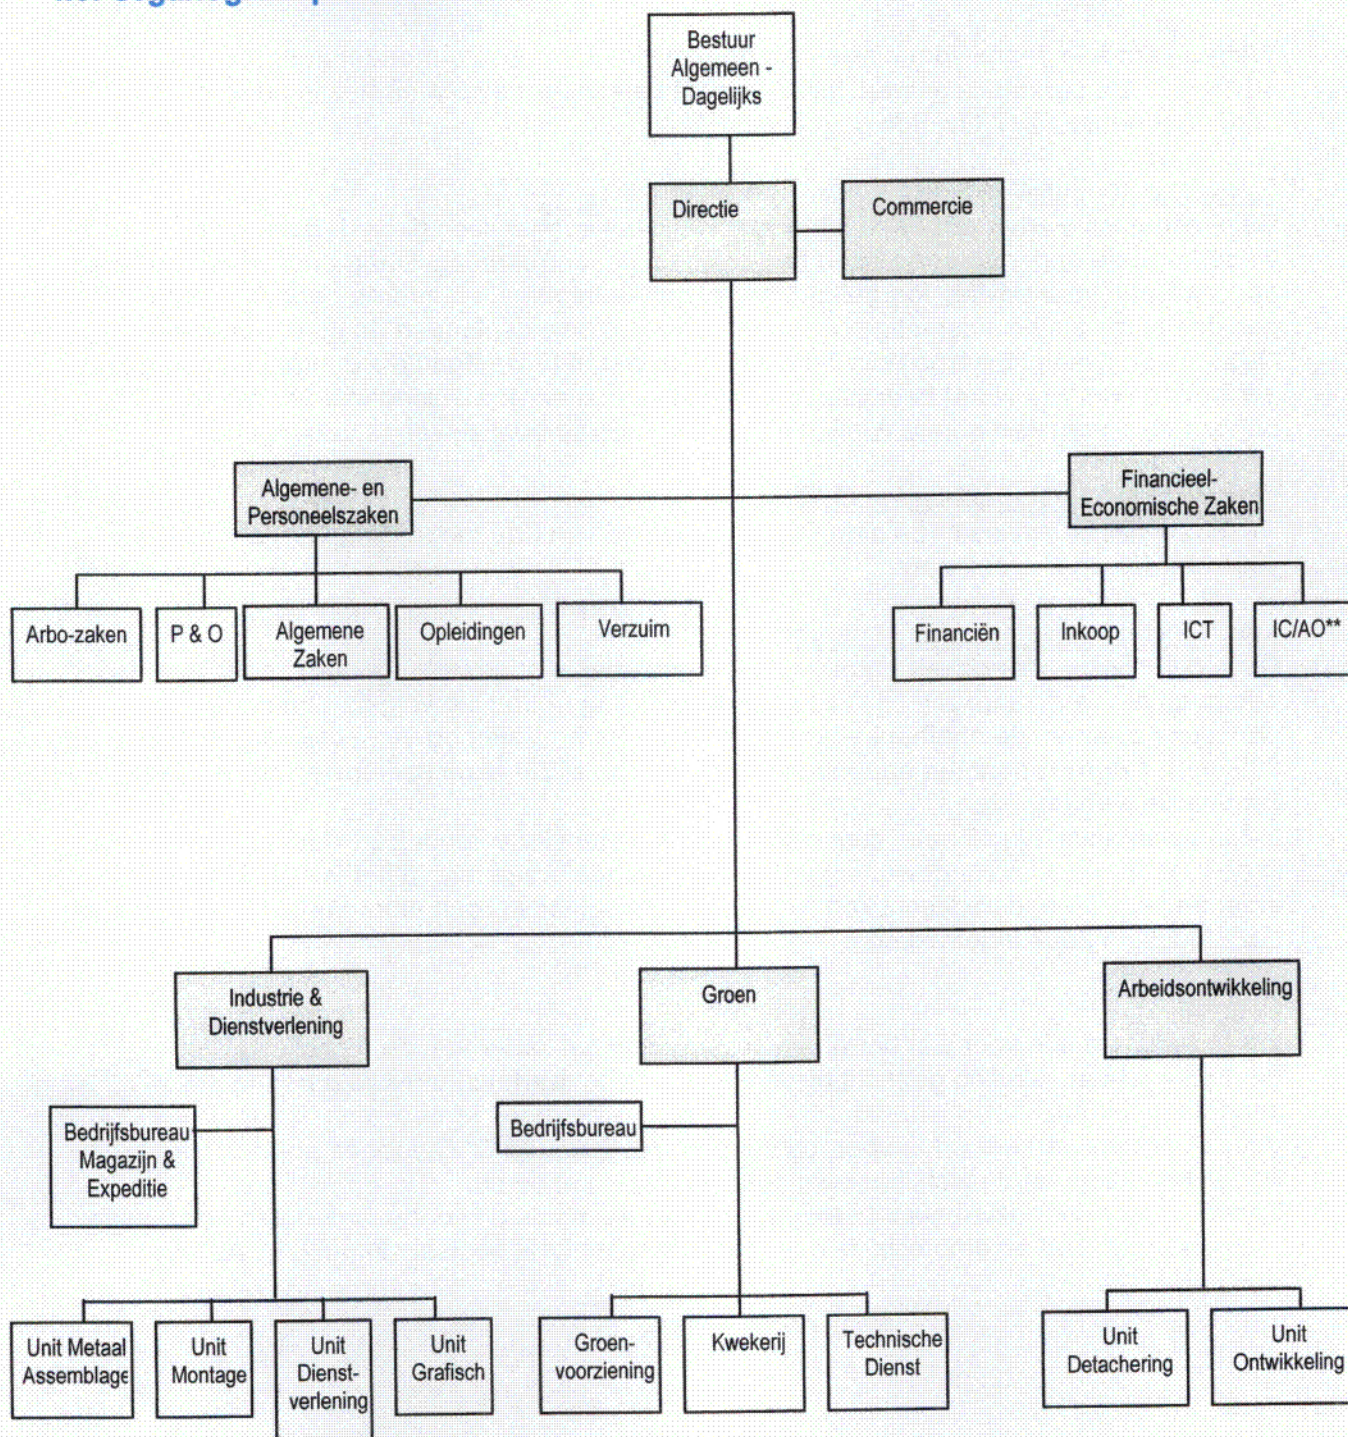 Bestuur
Algemeen -
Dagelijks
Directie
Commercie
Algemene- en
Personeelszaken
Financieel-
Economische Zaken
Arbo-zaken
P & O
Algemene
Zaken
Opleidingen
Verzuim
Financiën
Inkoop
ICT
IC/AO**
Industrie &
Dienstverlening
Groen
Arbeidsontwikkeling
Bedrijfsbureau
Magazijn &
Expeditie
Bedrijfsbureau
Unit Metaal
Assemblage
Unit
Montage
Unit
Dienst-
verlening
Unit
Grafisch
Groen-
voorziening
Kwekerij
Technische
Dienst
Unit
Detachering
Unit
Ontwikkeling